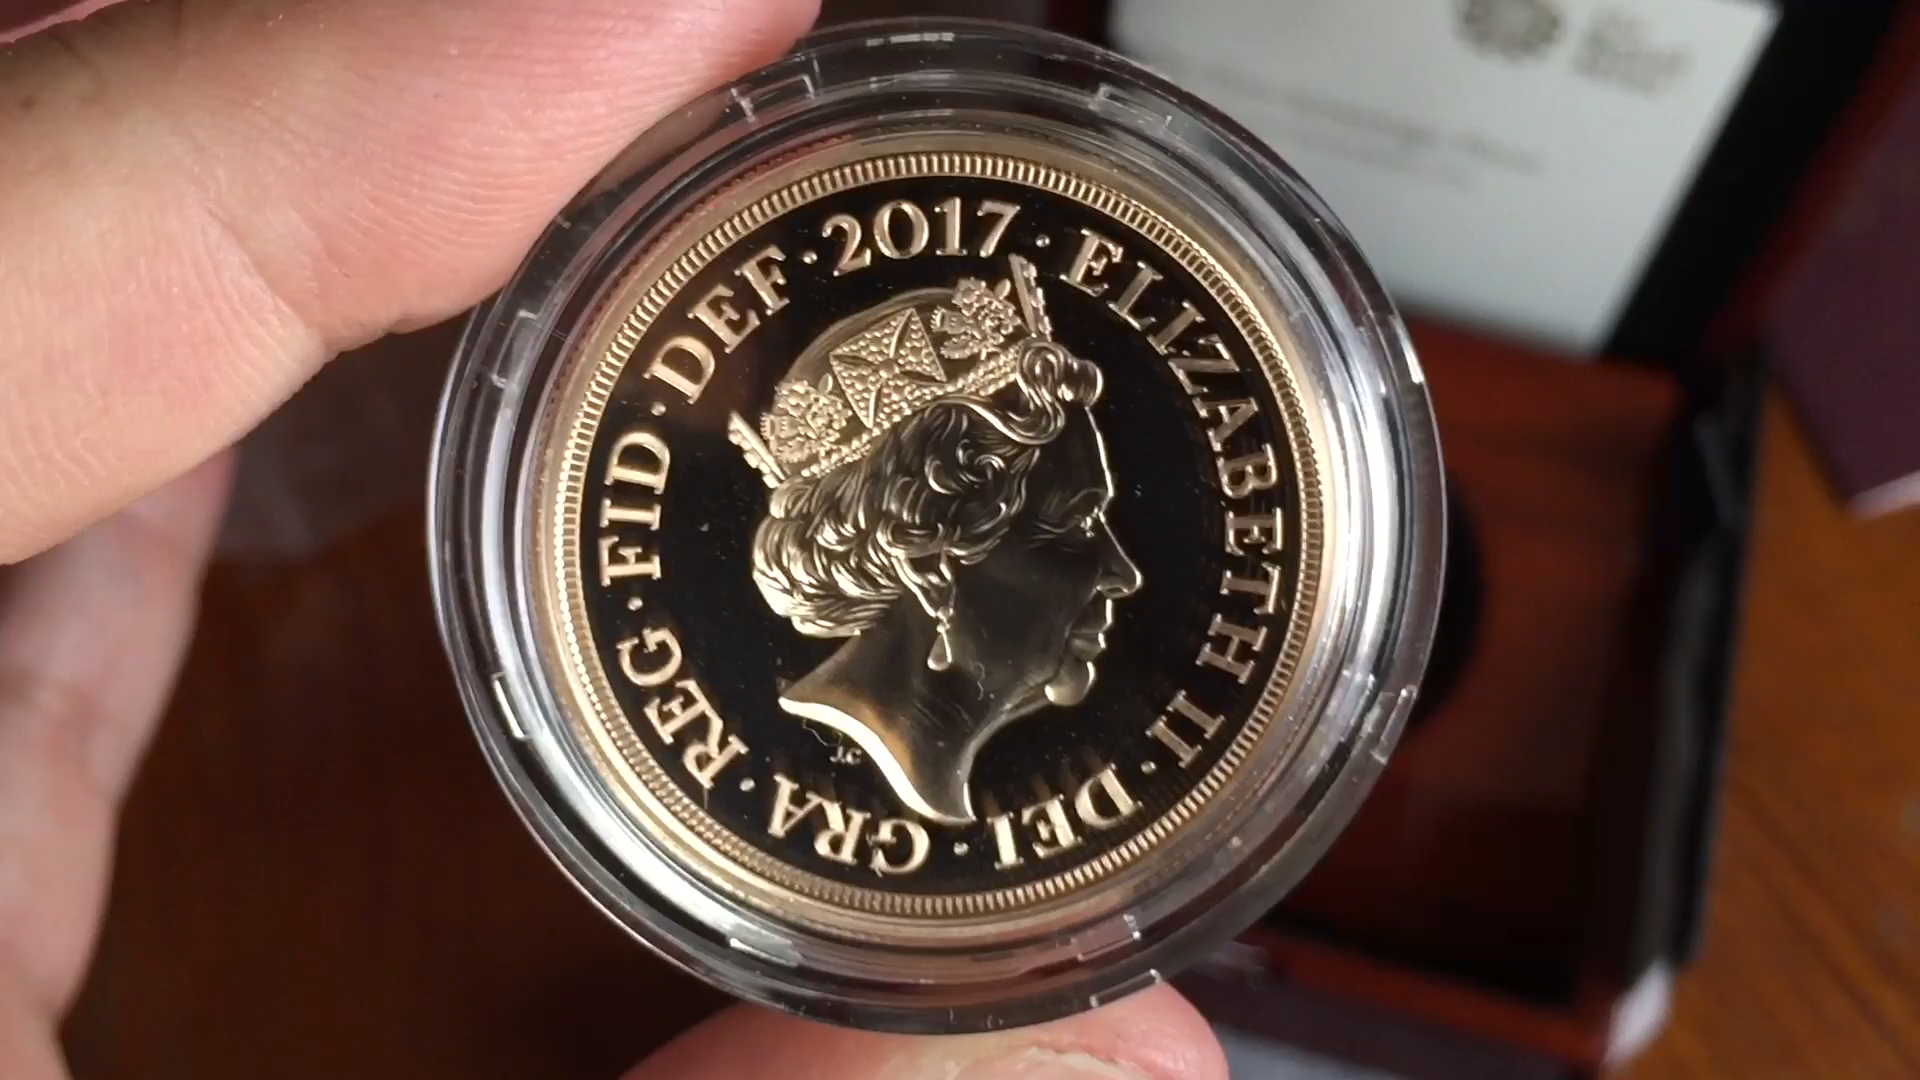 ELIZABETH II · DEI · GRA · REG · FID · DEF · 2017 ·
J.C